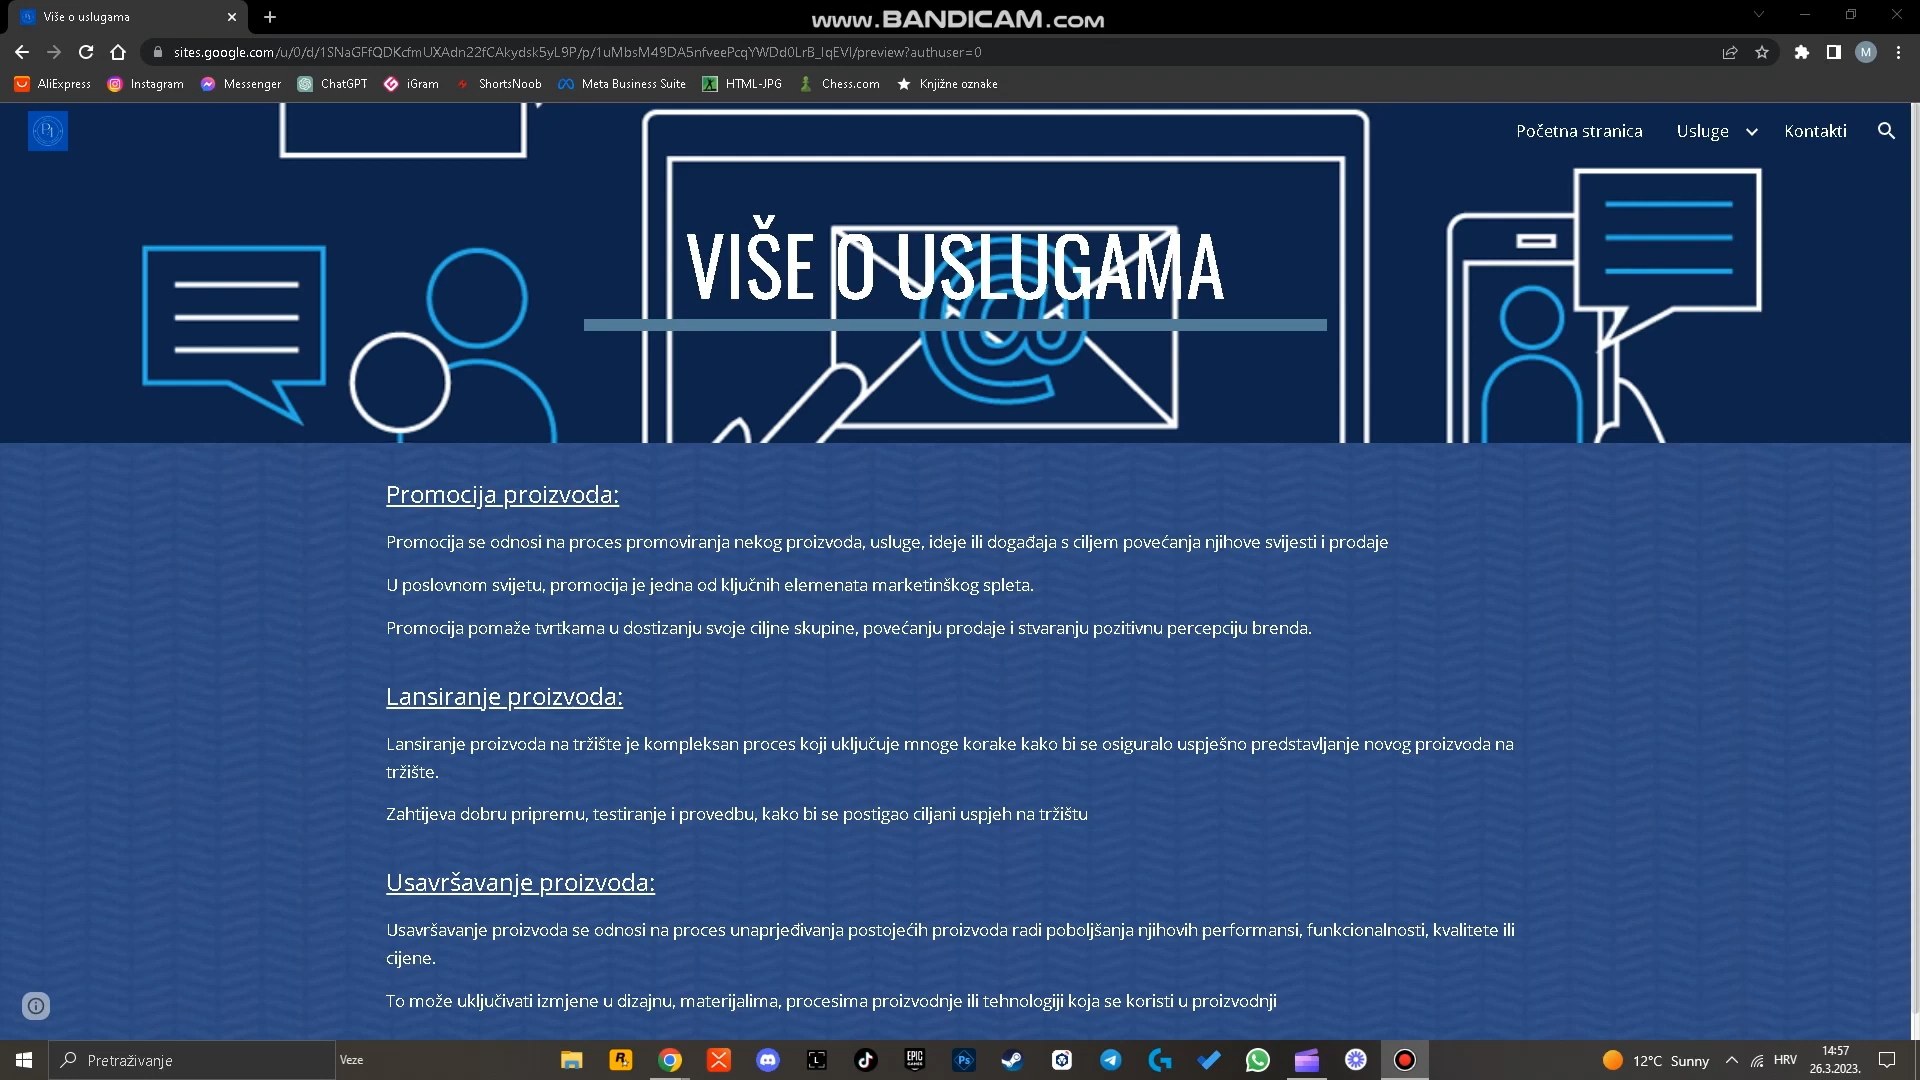 Više o uslugama
www.BANDICAM.com
sites.google.com/u/0/d/1SNaGFfQDKcfmUXAdn22fCAkydsk5yL9P/p/1uMbsM49DA5nfveePcqYWDd0LrB_lqEVI/preview?authuser=0
AliExpress Instagram Messenger ChatGPT iGram ShortsNoob Meta Business Suite HTML-JPG Chess.com Knjižne oznake
Početna stranica Usluge Kontakti
VIŠE O USLUGAMA
Promocija proizvoda:
Promocija se odnosi na proces promoviranja nekog proizvoda, usluge, ideje ili događaja s ciljem povećanja njihove svijesti i prodaje
U poslovnom svijetu, promocija je jedna od ključnih elemenata marketinškog spleta.
Promocija pomaže tvrtkama u dostizanju svoje ciljne skupine, povećanju prodaje i stvaranju pozitivnu percepciju brenda.
Lansiranje proizvoda:
Lansiranje proizvoda na tržište je kompleksan proces koji uključuje mnoge korake kako bi se osiguralo uspješno predstavljanje novog proizvoda na
tržište.
Zahtijeva dobru pripremu, testiranje i provedbu, kako bi se postigao ciljani uspjeh na tržištu
Usavršavanje proizvoda:
Usavršavanje proizvoda se odnosi na proces unaprjeđivanja postojećih proizvoda radi poboljšanja njihovih performansi, funkcionalnosti, kvalitete ili
cijene.
To može uključivati izmjene u dizajnu, materijalima, procesima proizvodnje ili tehnologiji koja se koristi u proizvodnji
Pretraživanje
Veze
12°C Sunny
HRV
14:57
26.3.2023.